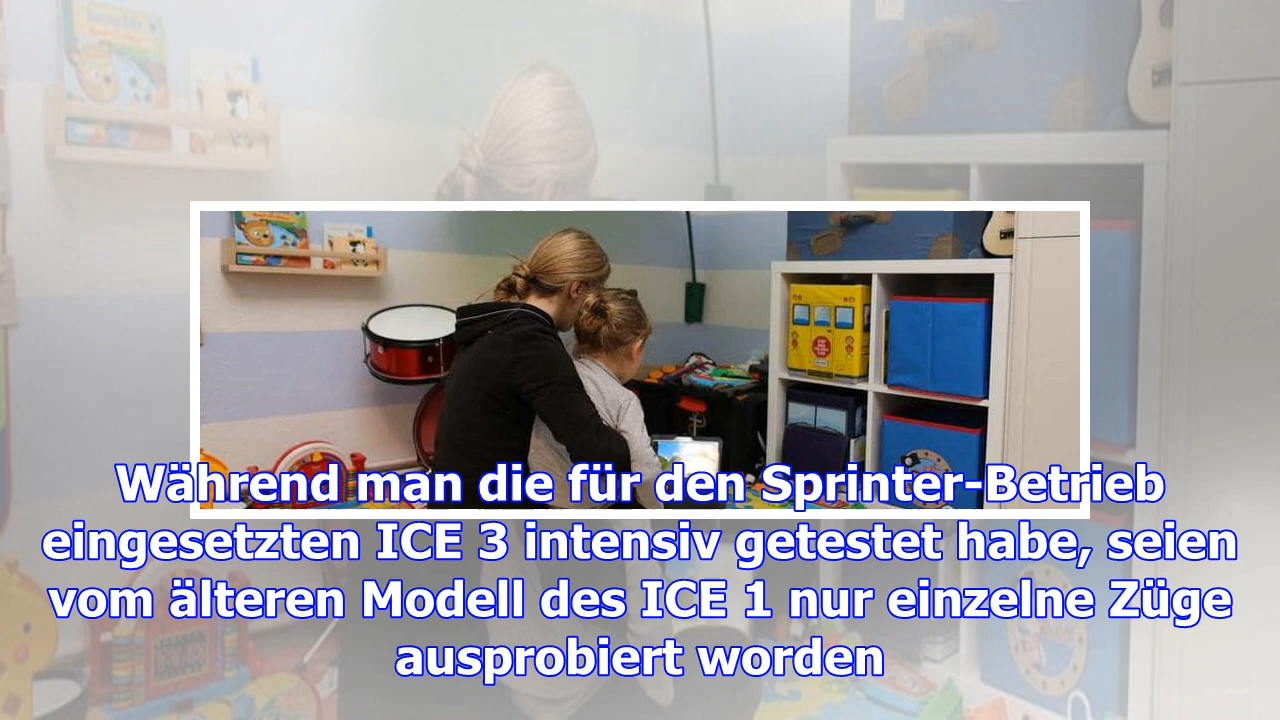 Während man die für den Sprinter-Betrieb
eingesetzten ICE 3 intensiv getestet habe, seien
vom älteren Modell des ICE 1 nur einzelne Züge
ausprobiert worden